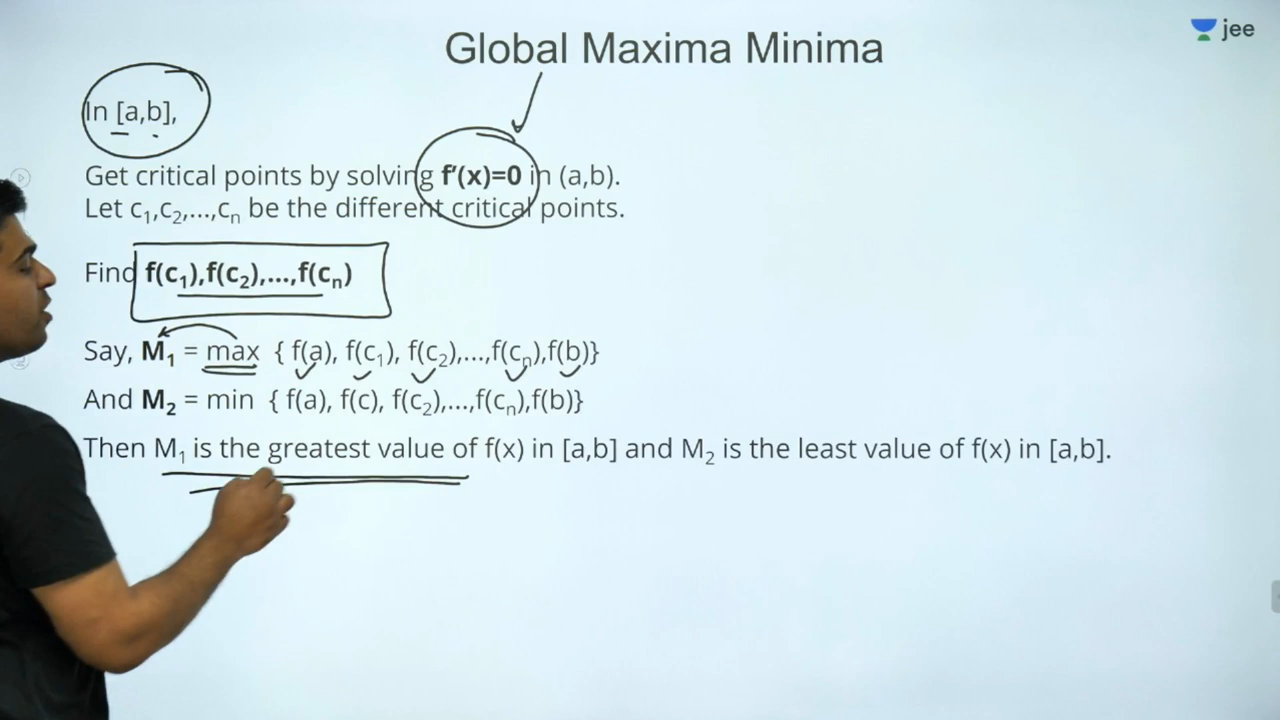 Global Maxima Minima
jee
In [a,b],
Get critical points by solving f'(x)=0 in (a,b).
Let c₁,c₂,...,cₙ be the different critical points.
Find f(c₁),f(c₂),...,f(cₙ)
Say, M₁ = max { f(a), f(c₁), f(c₂),...,f(cₙ),f(b)}
And M₂ = min { f(a), f(c), f(c₂),...,f(cₙ),f(b)}
Then M₁ is the greatest value of f(x) in [a,b] and M₂ is the least value of f(x) in [a,b].